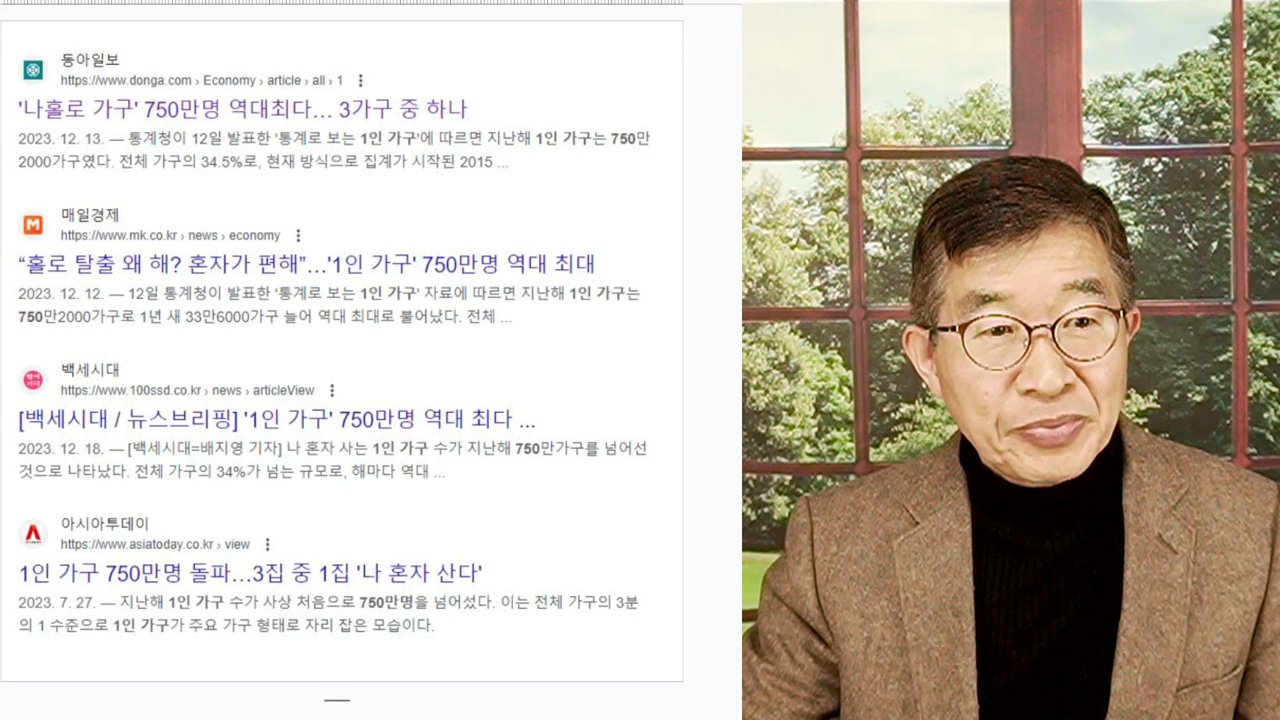 동아일보
https://www.donga.com › Economy › article › all › 1
'나홀로 가구' 750만명 역대최다... 3가구 중 하나
2023. 12. 13. — 통계청이 12일 발표한 '통계로 보는 1인 가구'에 따르면 지난해 1인 가구는 750만
2000가구였다. 전체 가구의 34.5%로, 현재 방식으로 집계가 시작된 2015 ...
매일경제
https://www.mk.co.kr › news › economy
“홀로 탈출 왜 해? 혼자가 편해”…'1인 가구' 750만명 역대 최대
2023. 12. 12. — 12일 통계청이 발표한 '통계로 보는 1인 가구' 자료에 따르면 지난해 1인 가구는
750만2000가구로 1년 새 33만6000가구 늘어 역대 최대로 불어났다. 전체 ...
백세시대
https://www.100ssd.co.kr › news › articleView
[백세시대 / 뉴스브리핑] '1인 가구' 750만명 역대 최다 ...
2023. 12. 18. — [백세시대=배지영 기자] 나 혼자 사는 1인 가구 수가 지난해 750만가구를 넘어선
것으로 나타났다. 전체 가구의 34%가 넘는 규모로, 해마다 역대 ...
아시아투데이
https://www.asiatoday.co.kr › view
1인 가구 750만명 돌파…3집 중 1집 '나 혼자 산다'
2023. 7. 27. — 지난해 1인 가구 수가 사상 처음으로 750만명을 넘어섰다. 이는 전체 가구의 3분
의 1 수준으로 1인 가구가 주요 가구 형태로 자리 잡은 모습이다.